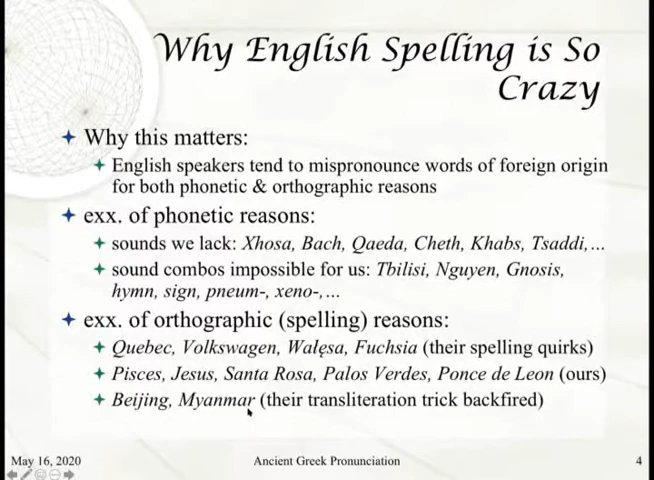 Why English Spelling is So
Crazy
Why this matters:
English speakers tend to mispronounce words of foreign origin
for both phonetic & orthographic reasons
exx. of phonetic reasons:
sounds we lack: Xhosa, Bach, Qaeda, Cheth, Khabs, Tsaddi,...
sound combos impossible for us: Tbilisi, Nguyen, Gnosis,
hymn, sign, pneum-, xeno-,...
exx. of orthographic (spelling) reasons:
Quebec, Volkswagen, Wałęsa, Fuchsia (their spelling quirks)
Pisces, Jesus, Santa Rosa, Palos Verdes, Ponce de Leon (ours)
Beijing, Myanmar (their transliteration trick backfired)
May 16, 2020
Ancient Greek Pronunciation
4